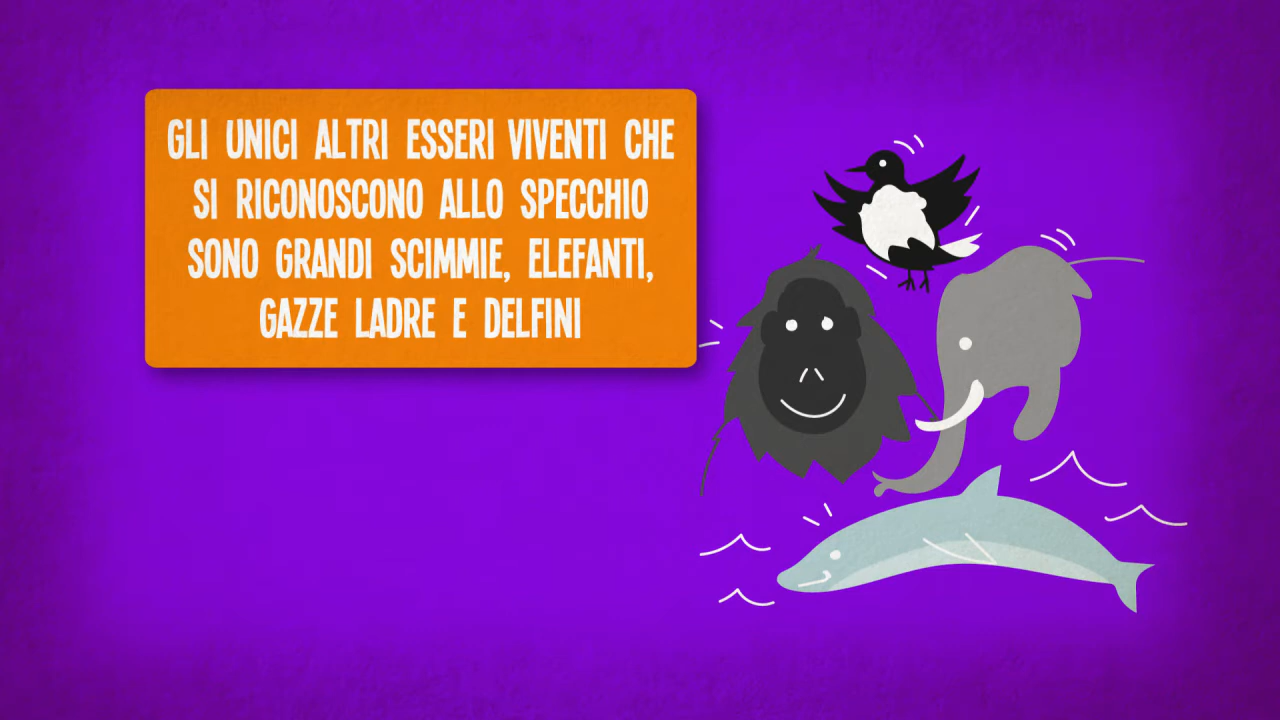 GLI UNICI ALTRI ESSERI VIVENTI CHE
SI RICONOSCONO ALLO SPECCHIO
SONO GRANDI SCIMMIE, ELEFANTI,
GAZZE LADRE E DELFINI